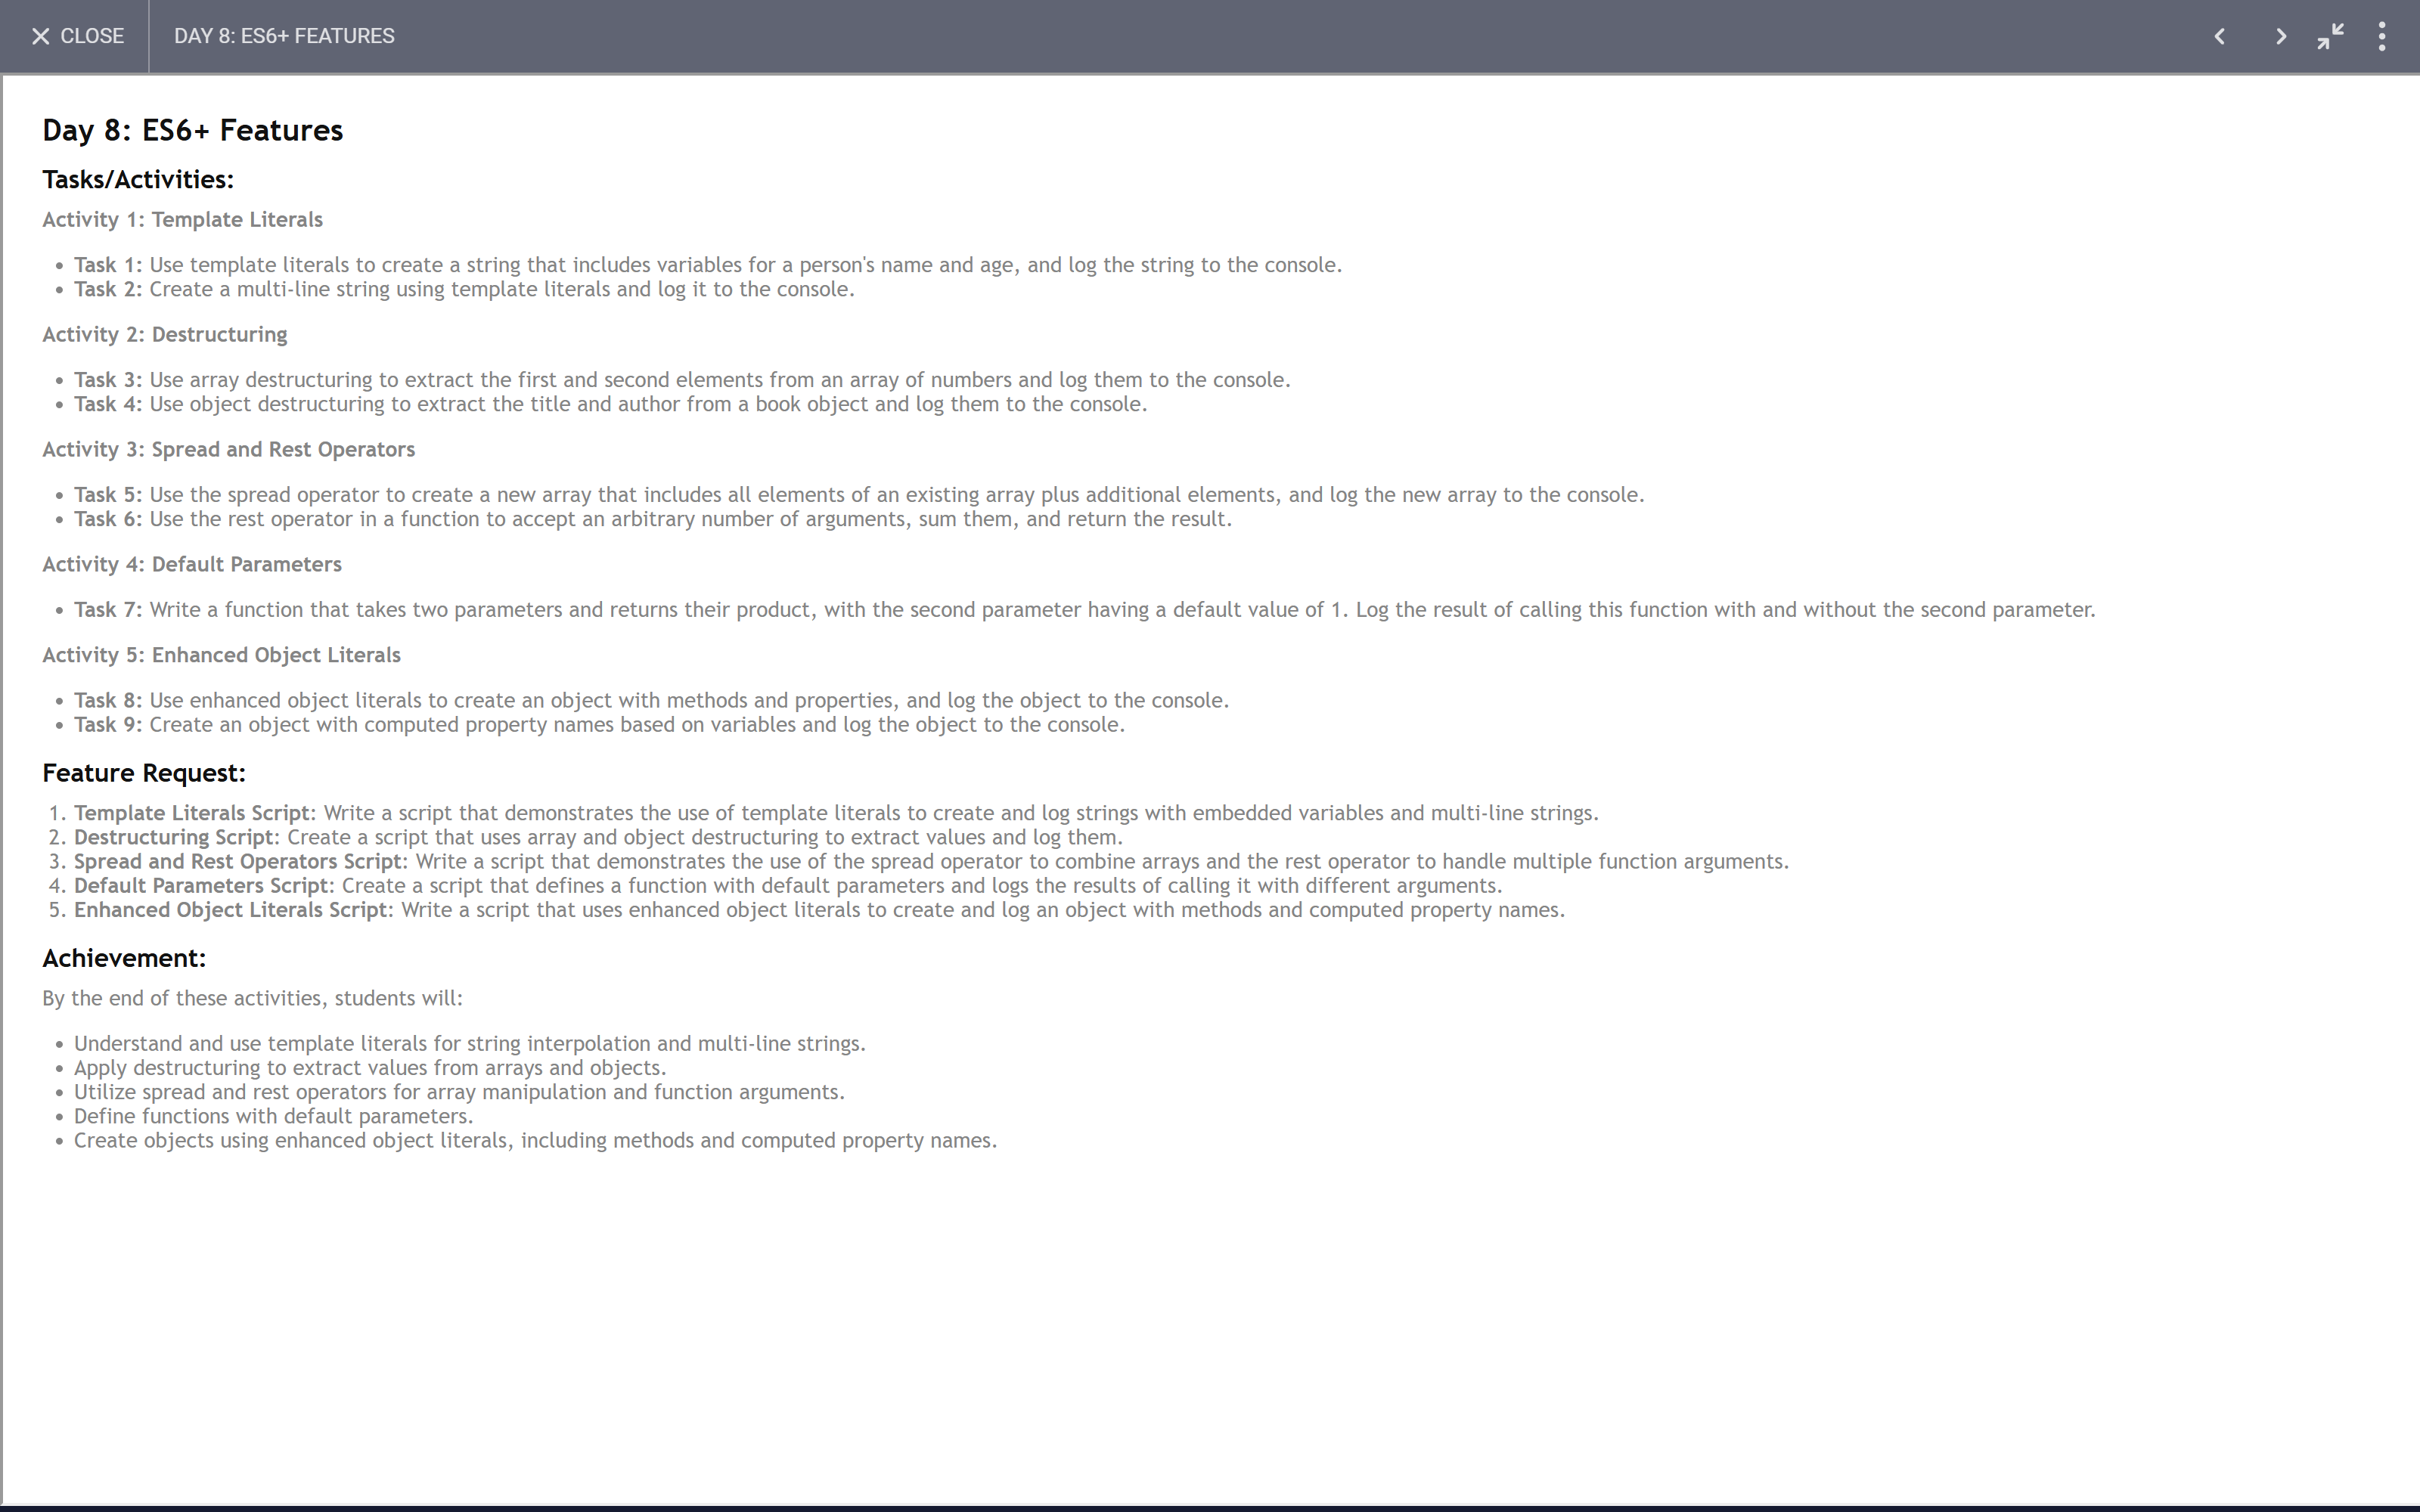 CLOSE DAY 8: ES6+ FEATURES
Day 8: ES6+ Features
Tasks/Activities:
Activity 1: Template Literals
• Task 1: Use template literals to create a string that includes variables for a person's name and age, and log the string to the console.
• Task 2: Create a multi-line string using template literals and log it to the console.
Activity 2: Destructuring
• Task 3: Use array destructuring to extract the first and second elements from an array of numbers and log them to the console.
• Task 4: Use object destructuring to extract the title and author from a book object and log them to the console.
Activity 3: Spread and Rest Operators
• Task 5: Use the spread operator to create a new array that includes all elements of an existing array plus additional elements, and log the new array to the console.
• Task 6: Use the rest operator in a function to accept an arbitrary number of arguments, sum them, and return the result.
Activity 4: Default Parameters
• Task 7: Write a function that takes two parameters and returns their product, with the second parameter having a default value of 1. Log the result of calling this function with and without the second parameter.
Activity 5: Enhanced Object Literals
• Task 8: Use enhanced object literals to create an object with methods and properties, and log the object to the console.
• Task 9: Create an object with computed property names based on variables and log the object to the console.
Feature Request:
1. Template Literals Script: Write a script that demonstrates the use of template literals to create and log strings with embedded variables and multi-line strings.
2. Destructuring Script: Create a script that uses array and object destructuring to extract values and log them.
3. Spread and Rest Operators Script: Write a script that demonstrates the use of the spread operator to combine arrays and the rest operator to handle multiple function arguments.
4. Default Parameters Script: Create a script that defines a function with default parameters and logs the results of calling it with different arguments.
5. Enhanced Object Literals Script: Write a script that uses enhanced object literals to create and log an object with methods and computed property names.
Achievement:
By the end of these activities, students will:
• Understand and use template literals for string interpolation and multi-line strings.
• Apply destructuring to extract values from arrays and objects.
• Utilize spread and rest operators for array manipulation and function arguments.
• Define functions with default parameters.
• Create objects using enhanced object literals, including methods and computed property names.